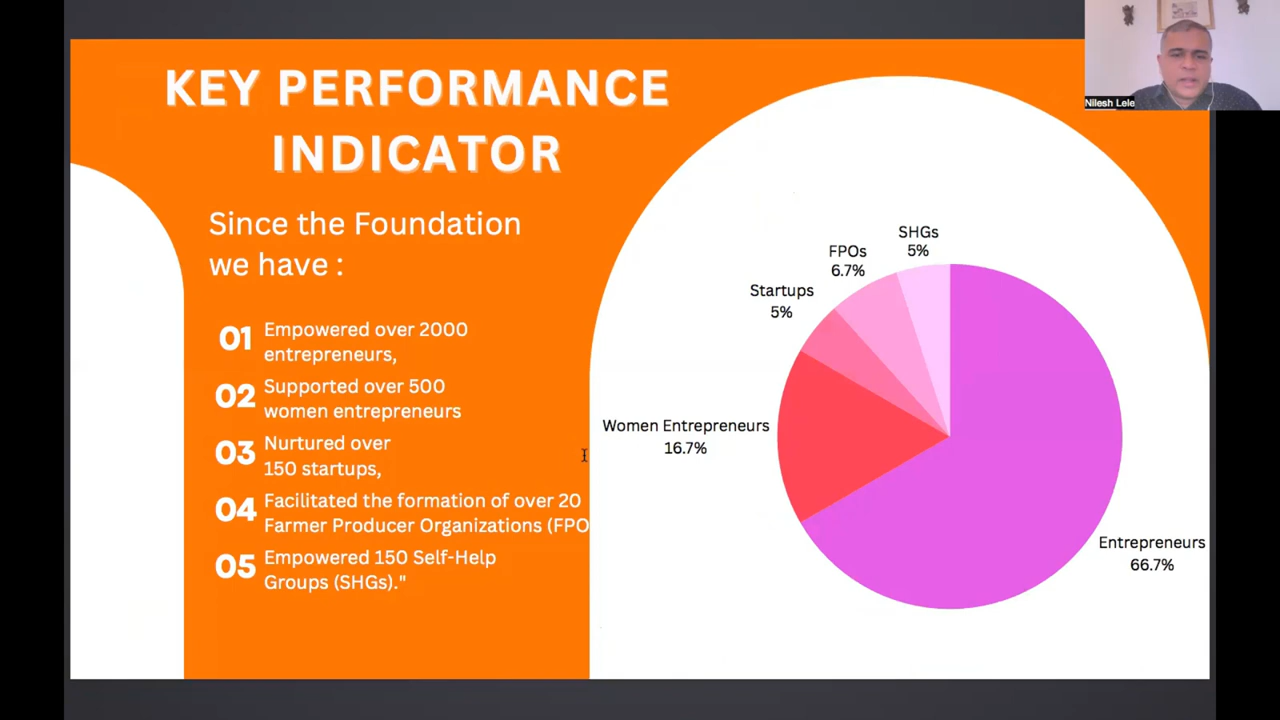 KEY PERFORMANCE
INDICATOR
Since the Foundation
we have :
01 Empowered over 2000
entrepreneurs,
02 Supported over 500
women entrepreneurs
03 Nurtured over
150 startups,
04 Facilitated the formation of over 20
Farmer Producer Organizations (FPO
05 Empowered 150 Self-Help
Groups (SHGs)."
SHGs
5%
FPOs
6.7%
Startups
5%
Women Entrepreneurs
16.7%
Entrepreneurs
66.7%
Nilesh Lele